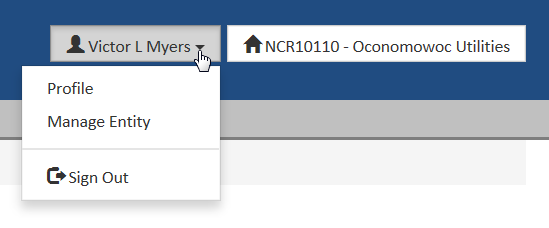 Victor L Myers
NCR10110 - Oconomowoc Utilities
Profile
Manage Entity
Sign Out